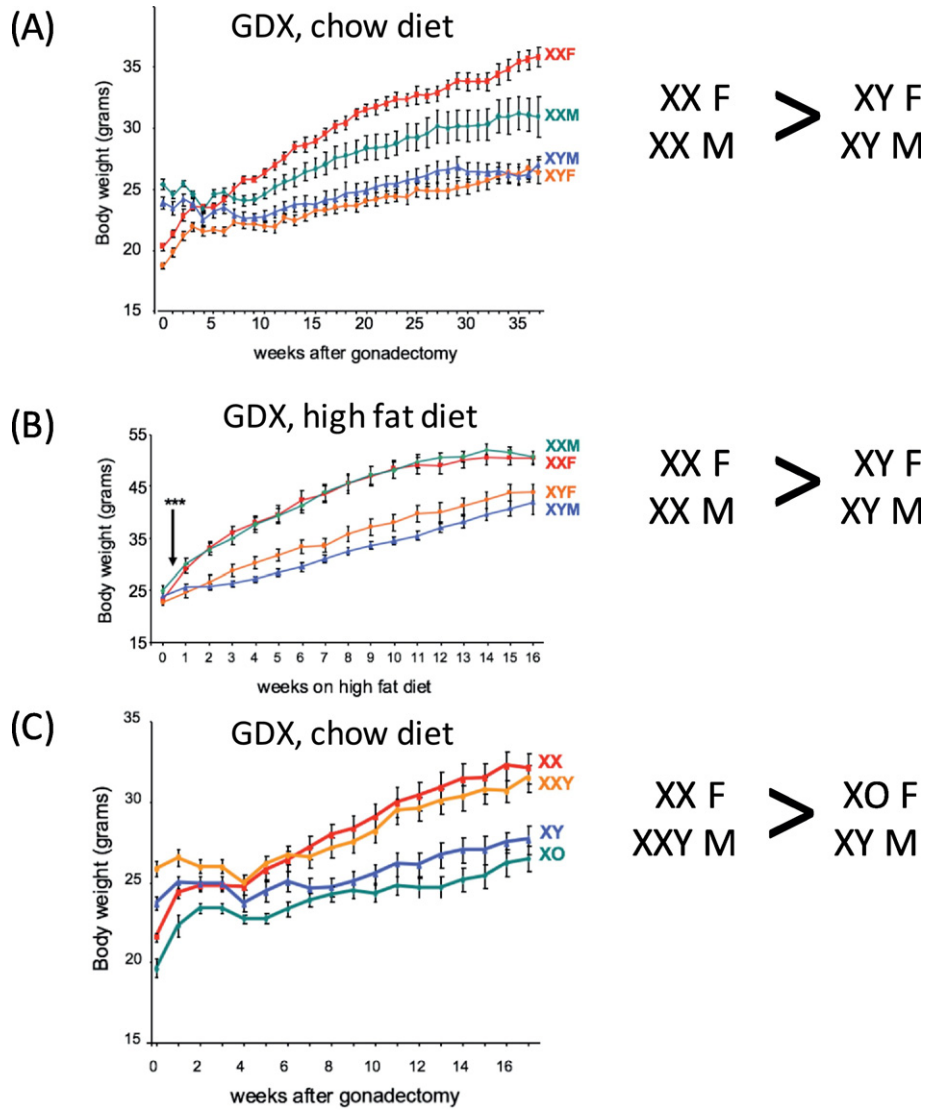 (A)
GDX, chow diet
Body weight (grams)
35
30
25
20
15
0 5 10 15 20 25 30 35
weeks after gonadectomy
XXF
XXM
XYM
XYF
XX F > XY F
XX M XY M
(B)
GDX, high fat diet
Body weight (grams)
55
45
35
25
15
***
0 1 2 3 4 5 6 7 8 9 10 11 12 13 14 15 16
weeks on high fat diet
XXM
XXF
XYF
XYM
XX F > XY F
XX M XY M
(C)
GDX, chow diet
Body weight (grams)
35
30
25
20
15
0 2 4 6 8 10 12 14 16
weeks after gonadectomy
XX
XXY
XY
XO
XX F > XO F
XXY M XY M